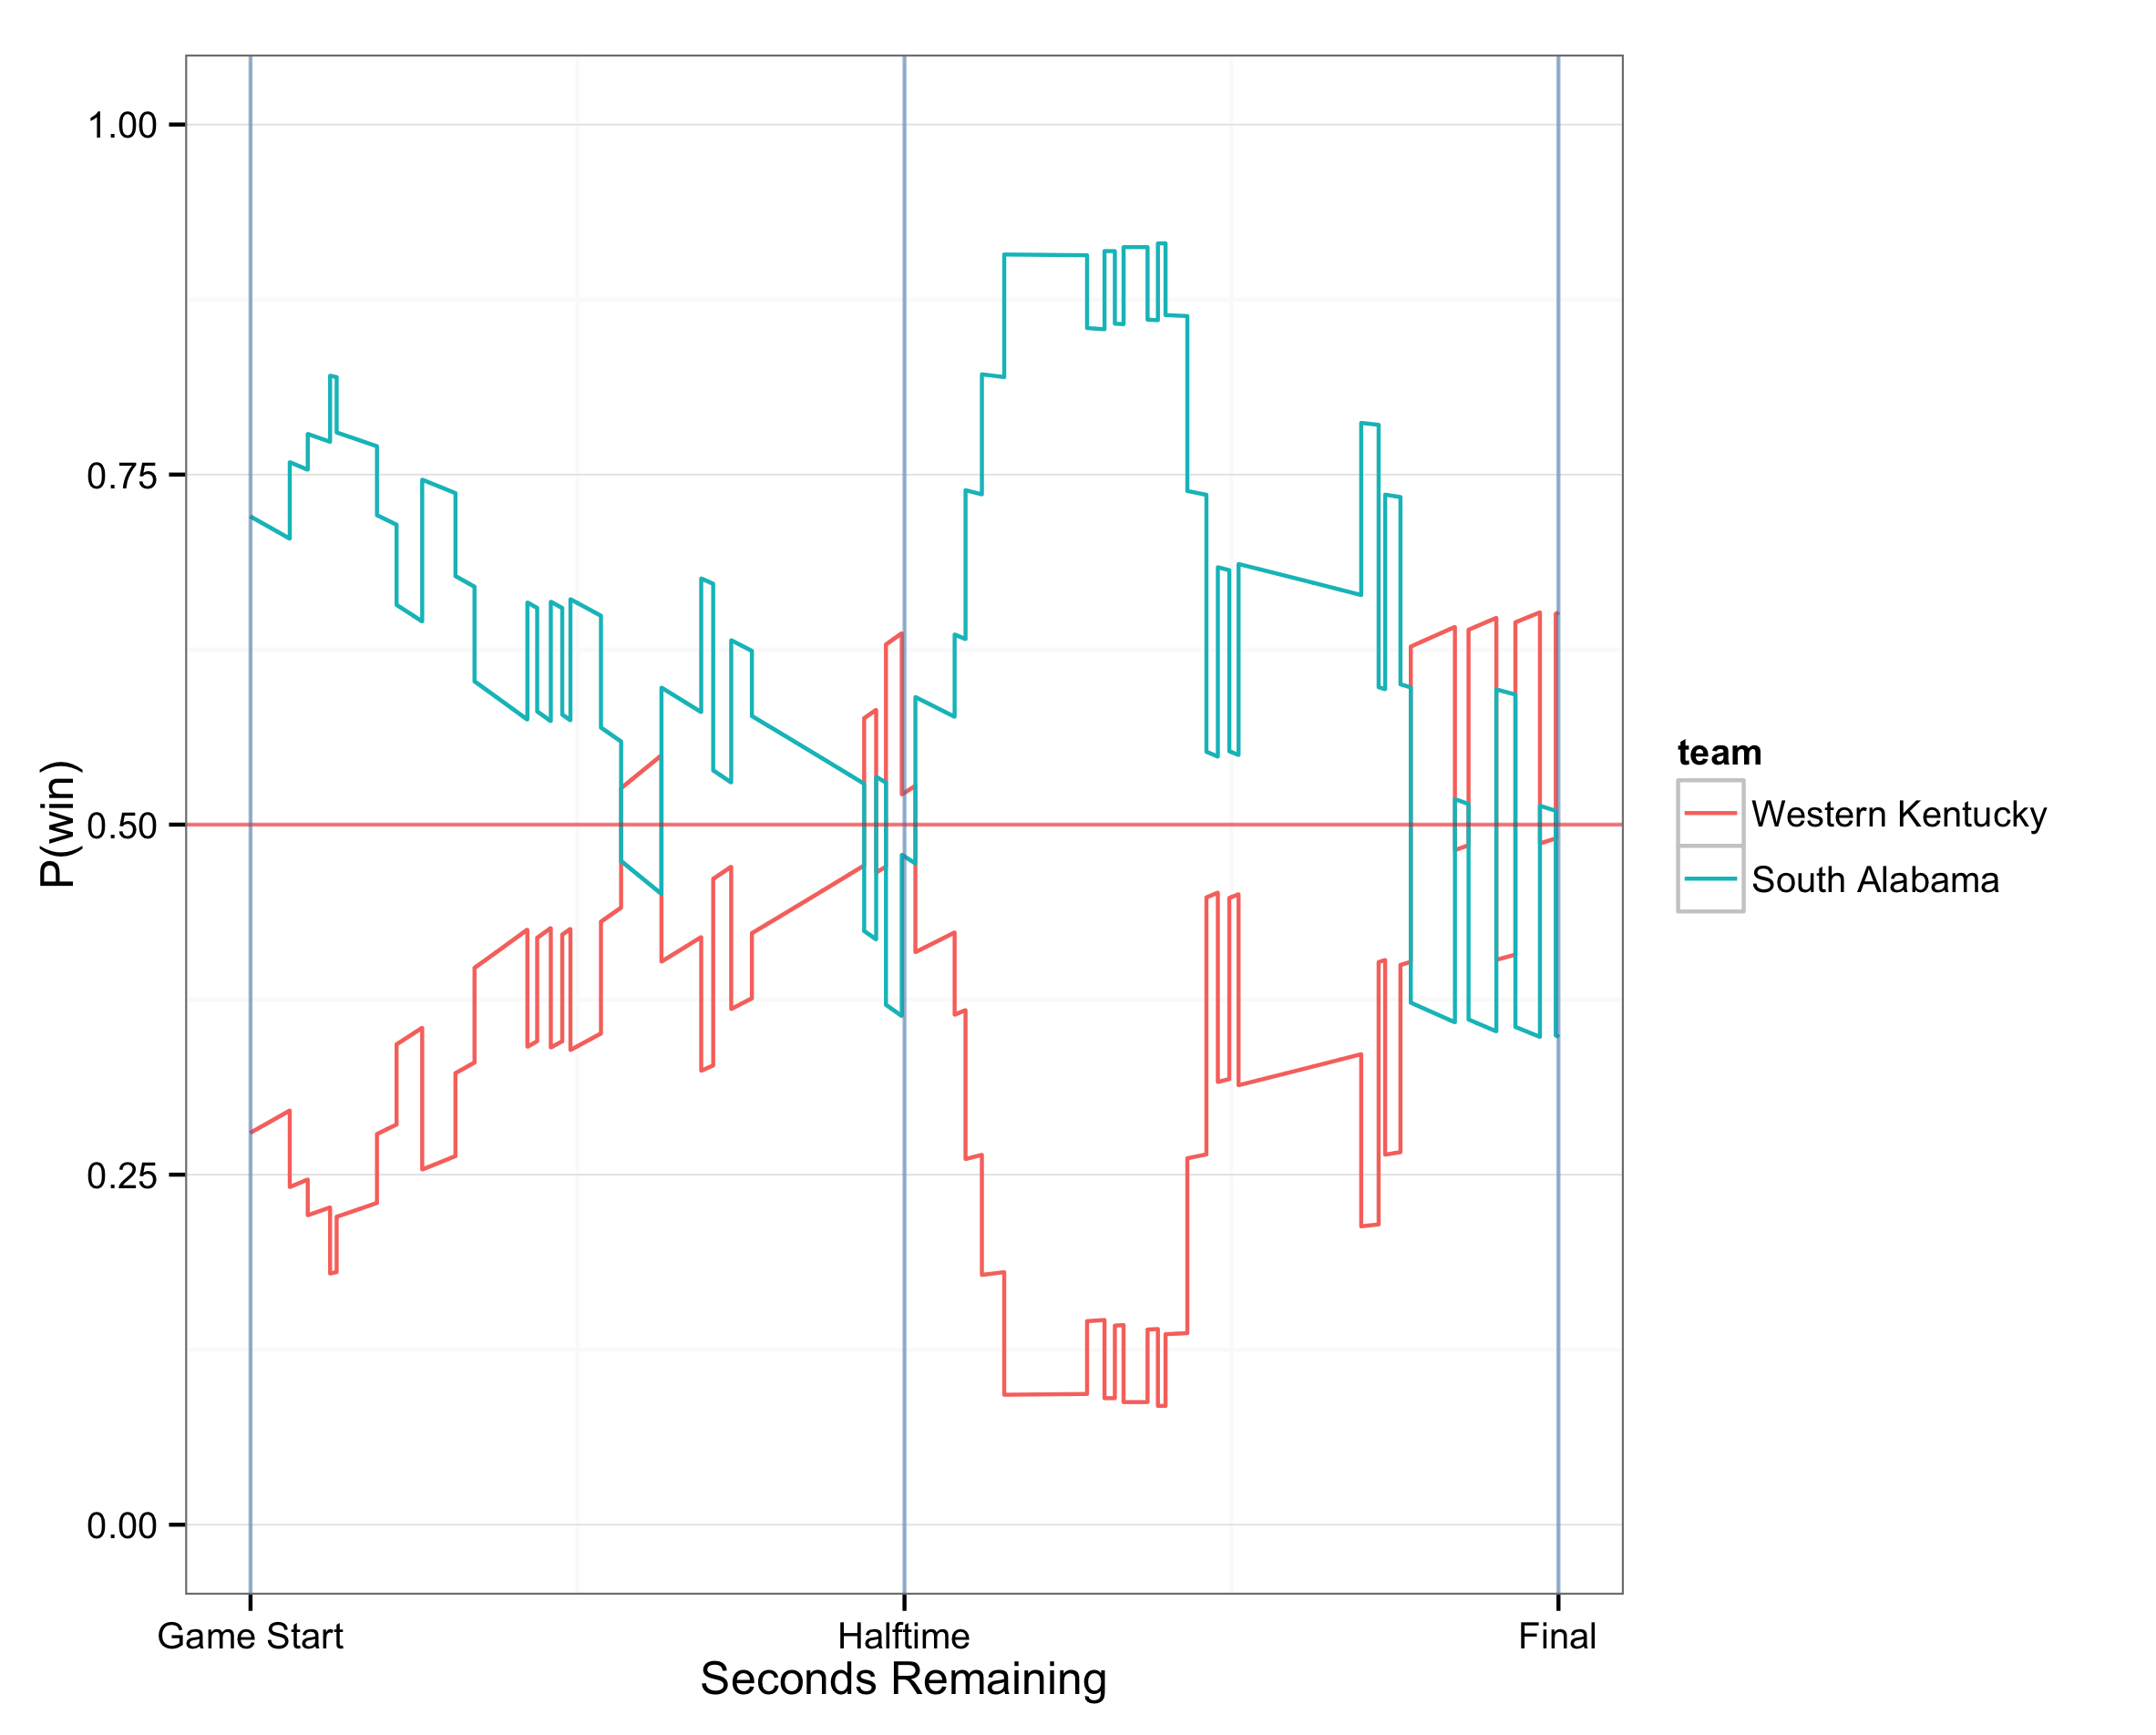 1.00
0.75
0.50
0.25
0.00
P(win)
Game Start
Halftime
Final
Seconds Remaining
team
Western Kentucky
South Alabama